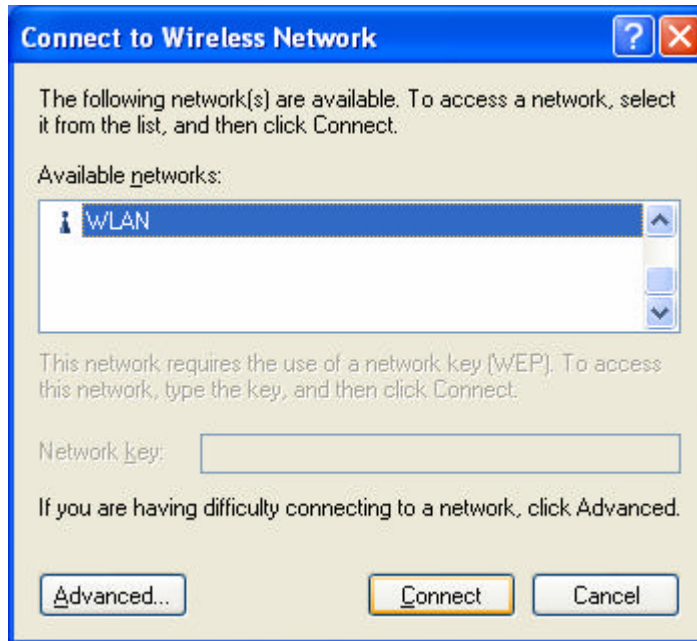 Connect to Wireless Network
The following network(s) are available. To access a network, select
it from the list, and then click Connect.
Available networks:
WLAN
This network requires the use of a network key (WEP). To access
this network, type the key, and then click Connect.
Network key:
If you are having difficulty connecting to a network, click Advanced.
Advanced... Connect Cancel